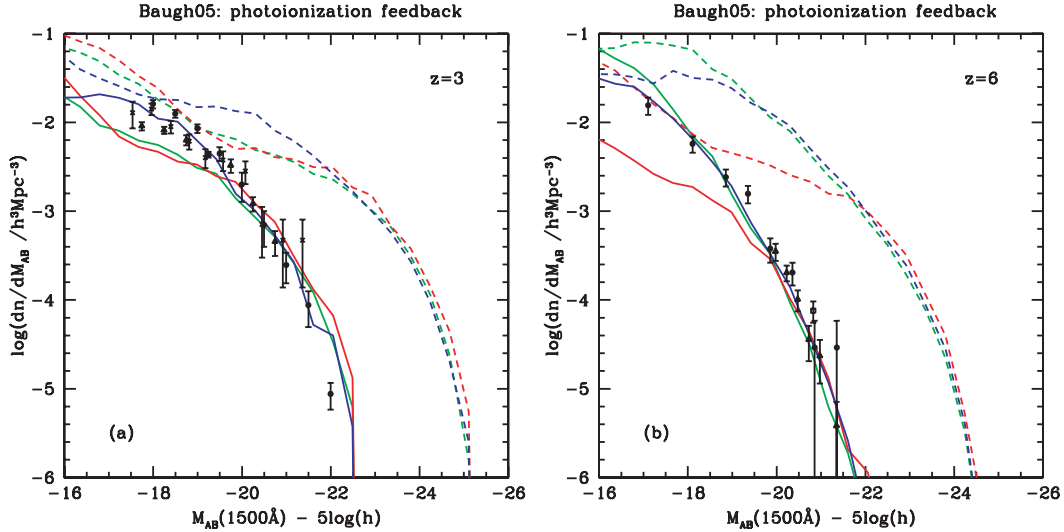 Baugh05: photoionization feedback
z=3
(a)
log(dn/dM_AB /h³Mpc⁻³)
-1
-2
-3
-4
-5
-6
-16 -18 -20 -22 -24 -26
M_AB(1500Å) - 5log(h)
Baugh05: photoionization feedback
z=6
(b)
log(dn/dM_AB /h³Mpc⁻³)
-1
-2
-3
-4
-5
-6
-16 -18 -20 -22 -24 -26
M_AB(1500Å) - 5log(h)